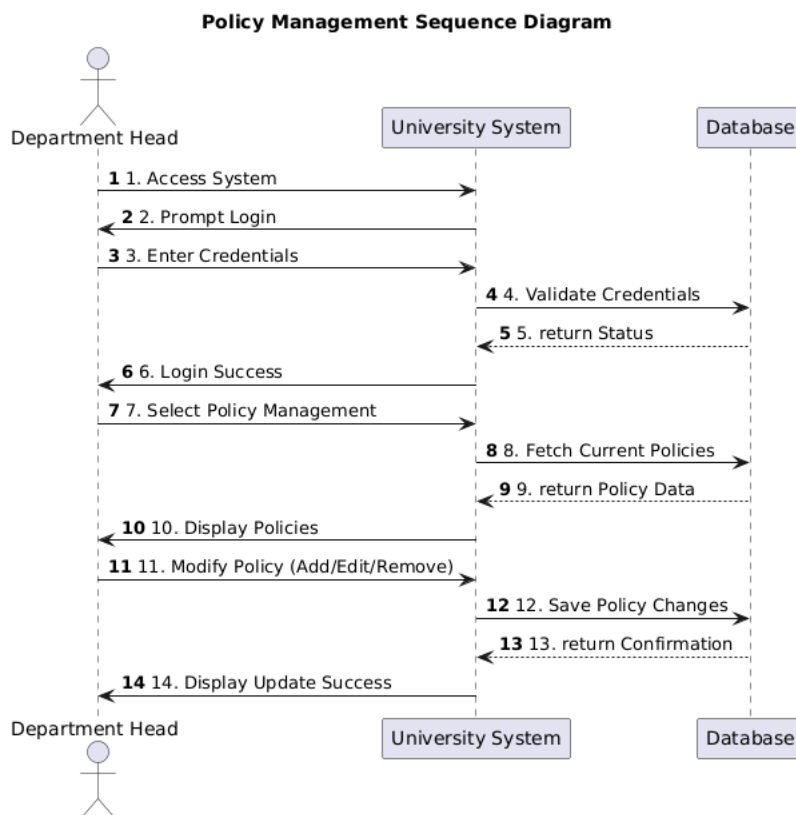 Policy Management Sequence Diagram
Department Head
University System
Database
1 1. Access System
2 2. Prompt Login
3 3. Enter Credentials
4 4. Validate Credentials
5 5. return Status
6 6. Login Success
7 7. Select Policy Management
8 8. Fetch Current Policies
9 9. return Policy Data
10 10. Display Policies
11 11. Modify Policy (Add/Edit/Remove)
12 12. Save Policy Changes
13 13. return Confirmation
14 14. Display Update Success
Department Head
University System
Database